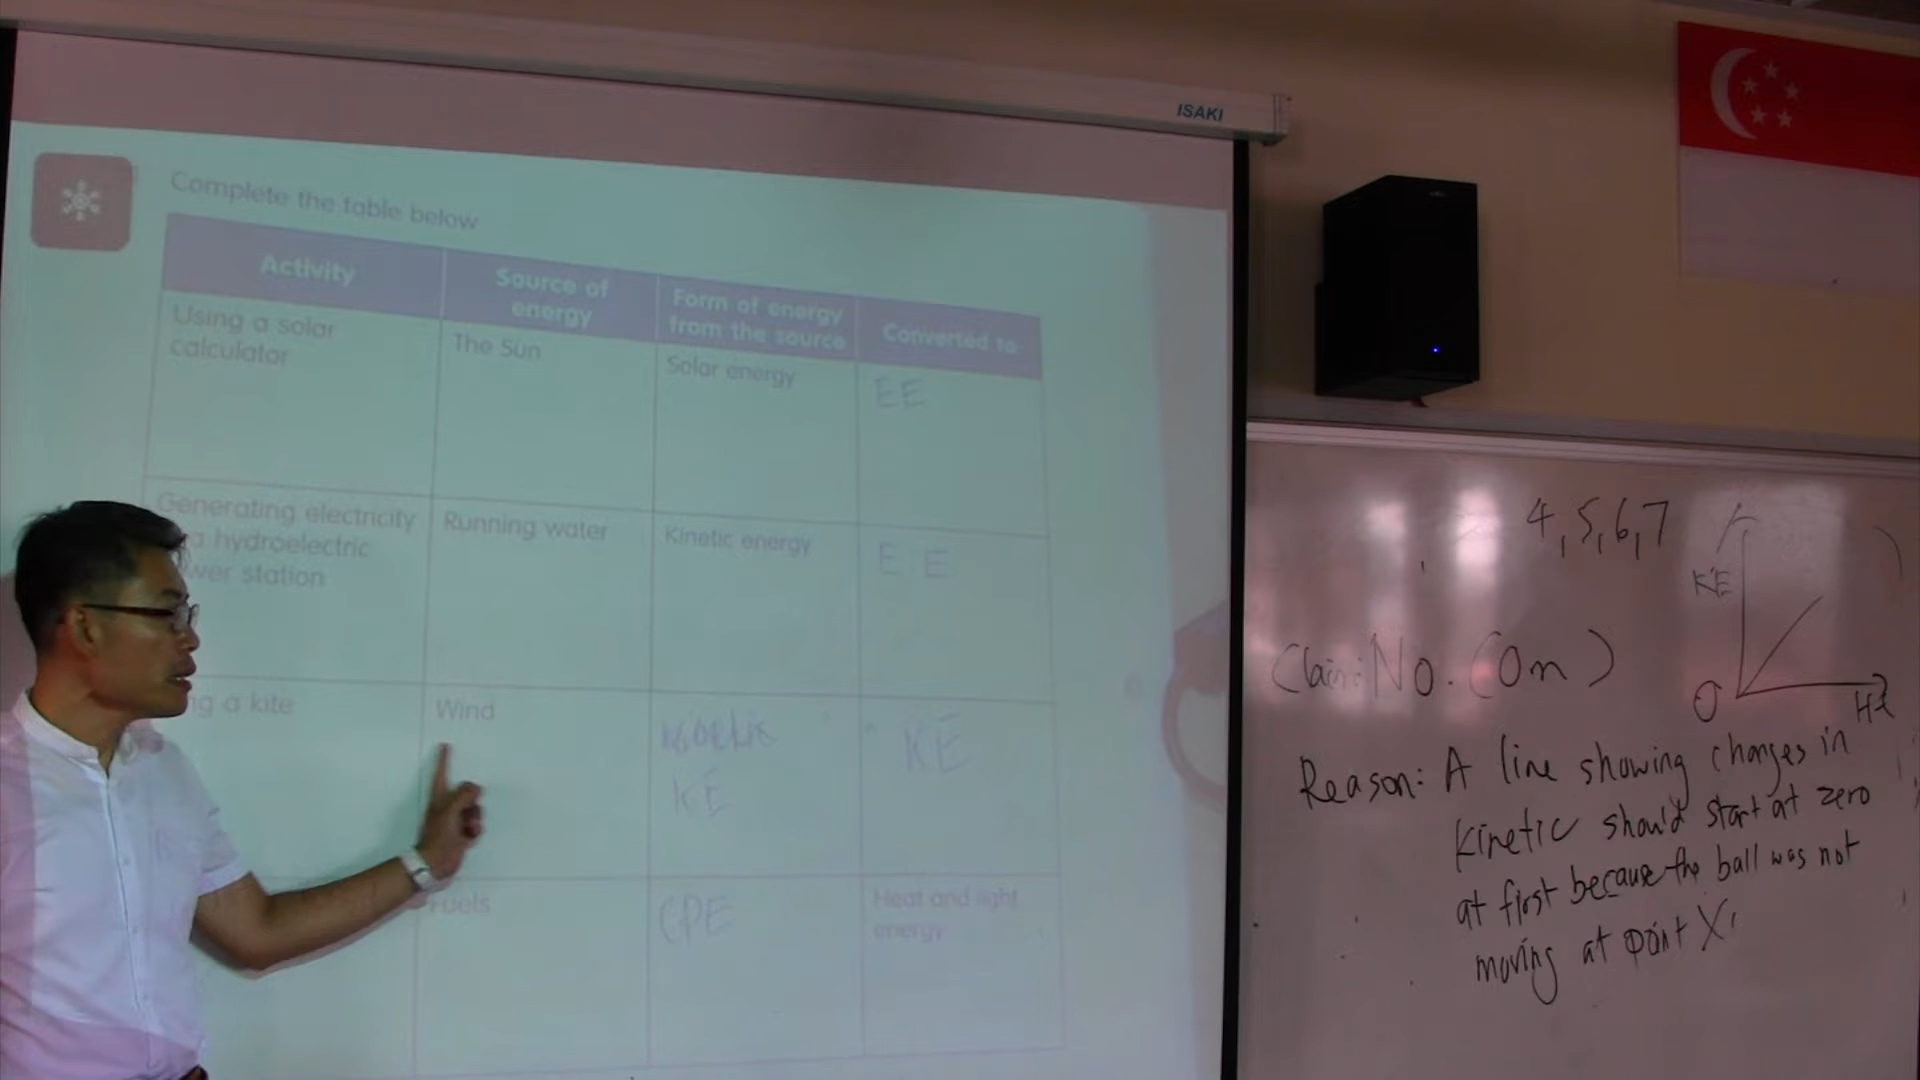 ISAKI
Complete the table below
Activity
Source of
energy
Form of energy
from the source
Converted to
Using a solar
calculator
The Sun
Solar energy
EE
Generating electricity
a hydroelectric
wer station
Running water
Kinetic energy
E E
g a kite
Wind
KE
KE
Fuels
CPE
Heat and light
energy
4,5,6,7
KE
0
Ht
Claim: No. (0m)
Reason: A line showing changes in
kinetic should start at zero
at first because the ball was not
moving at point X.